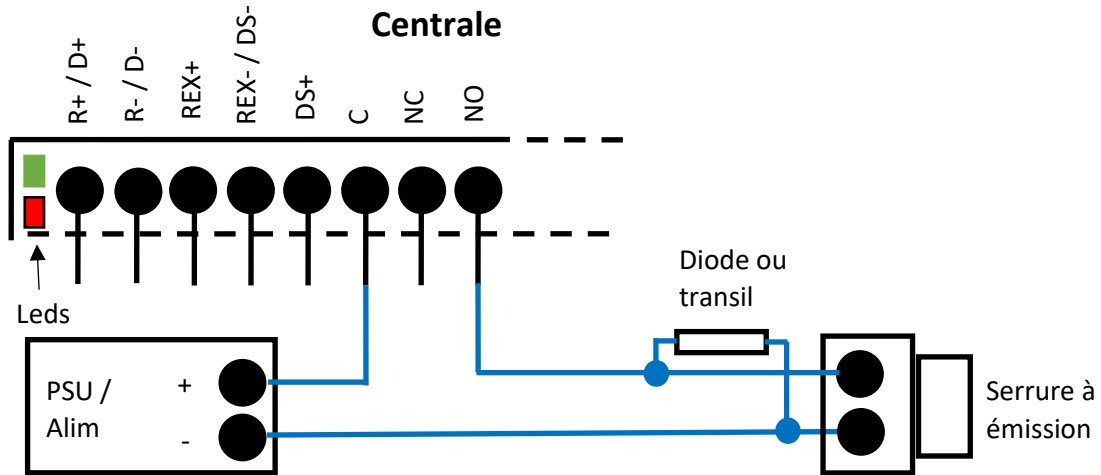 Centrale
R+ / D+
R- / D-
REX+
REX- / DS-
DS+
C
NC
NO
Leds
Diode ou
transil
PSU /
Alim
+
-
Serrure à
émission